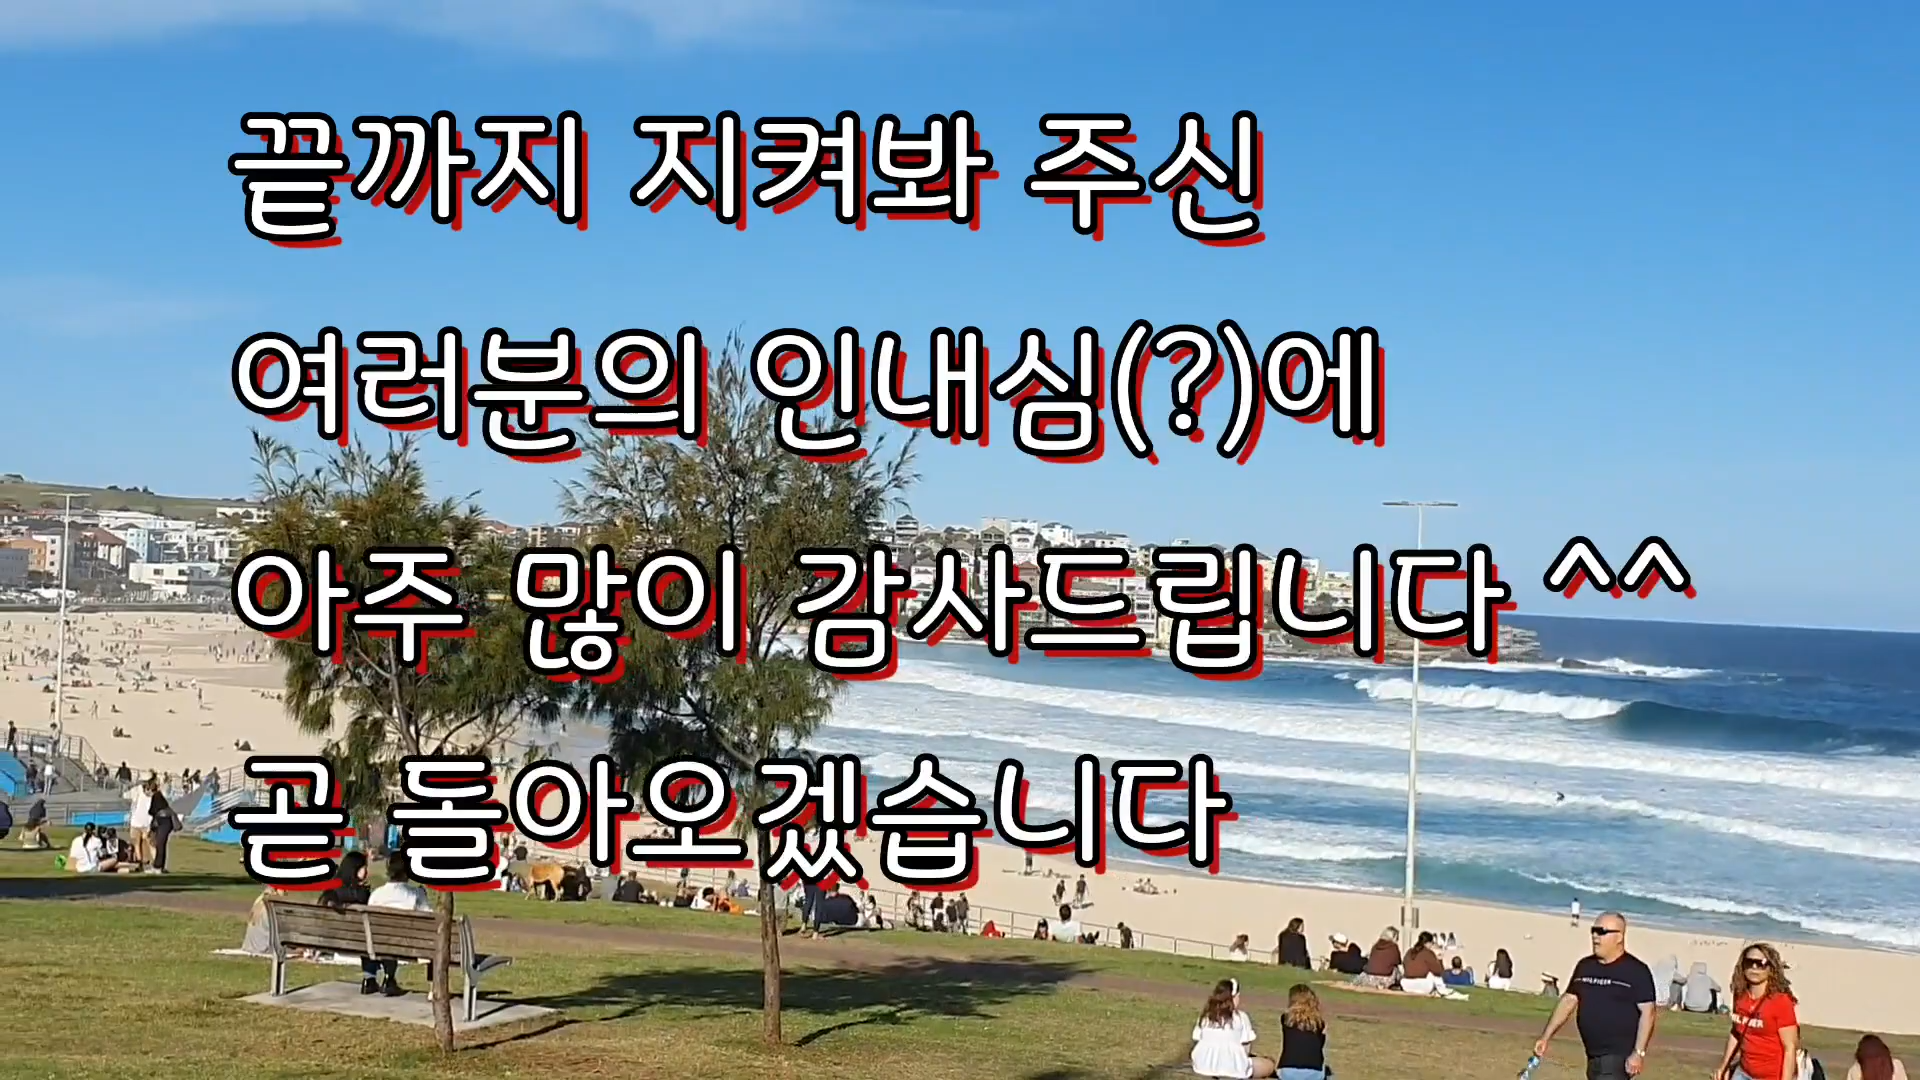 끝까지 지켜봐 주신
여러분의 인내심(?)에
아주 많이 감사드립니다 ^^
곧 돌아오겠습니다